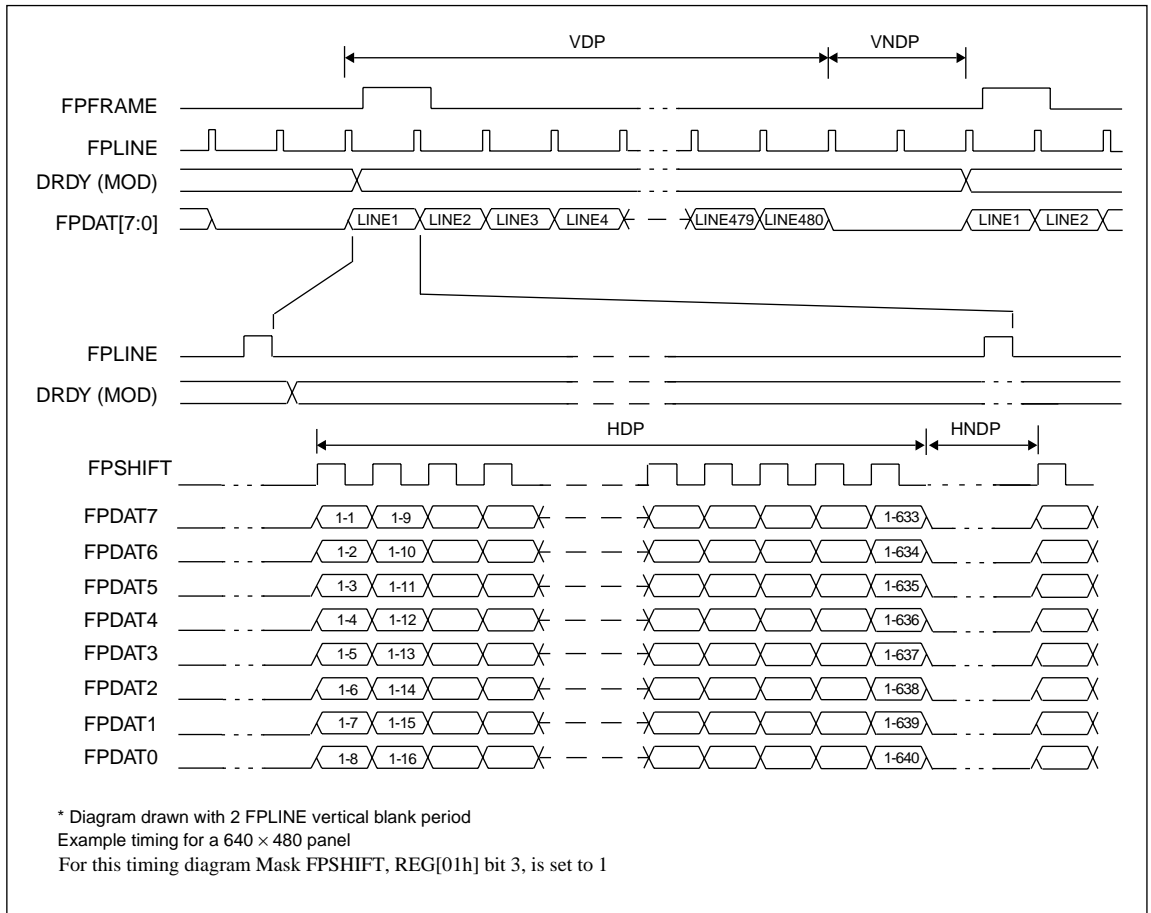 VDP VNDP
FPFRAME
FPLINE
DRDY (MOD)
FPDAT[7:0] LINE1 LINE2 LINE3 LINE4 LINE479 LINE480 LINE1 LINE2
FPLINE
DRDY (MOD)
HDP HNDP
FPSHIFT
FPDAT7 1-1 1-9 1-633
FPDAT6 1-2 1-10 1-634
FPDAT5 1-3 1-11 1-635
FPDAT4 1-4 1-12 1-636
FPDAT3 1-5 1-13 1-637
FPDAT2 1-6 1-14 1-638
FPDAT1 1-7 1-15 1-639
FPDAT0 1-8 1-16 1-640
* Diagram drawn with 2 FPLINE vertical blank period
Example timing for a 640 × 480 panel
For this timing diagram Mask FPSHIFT, REG[01h] bit 3, is set to 1